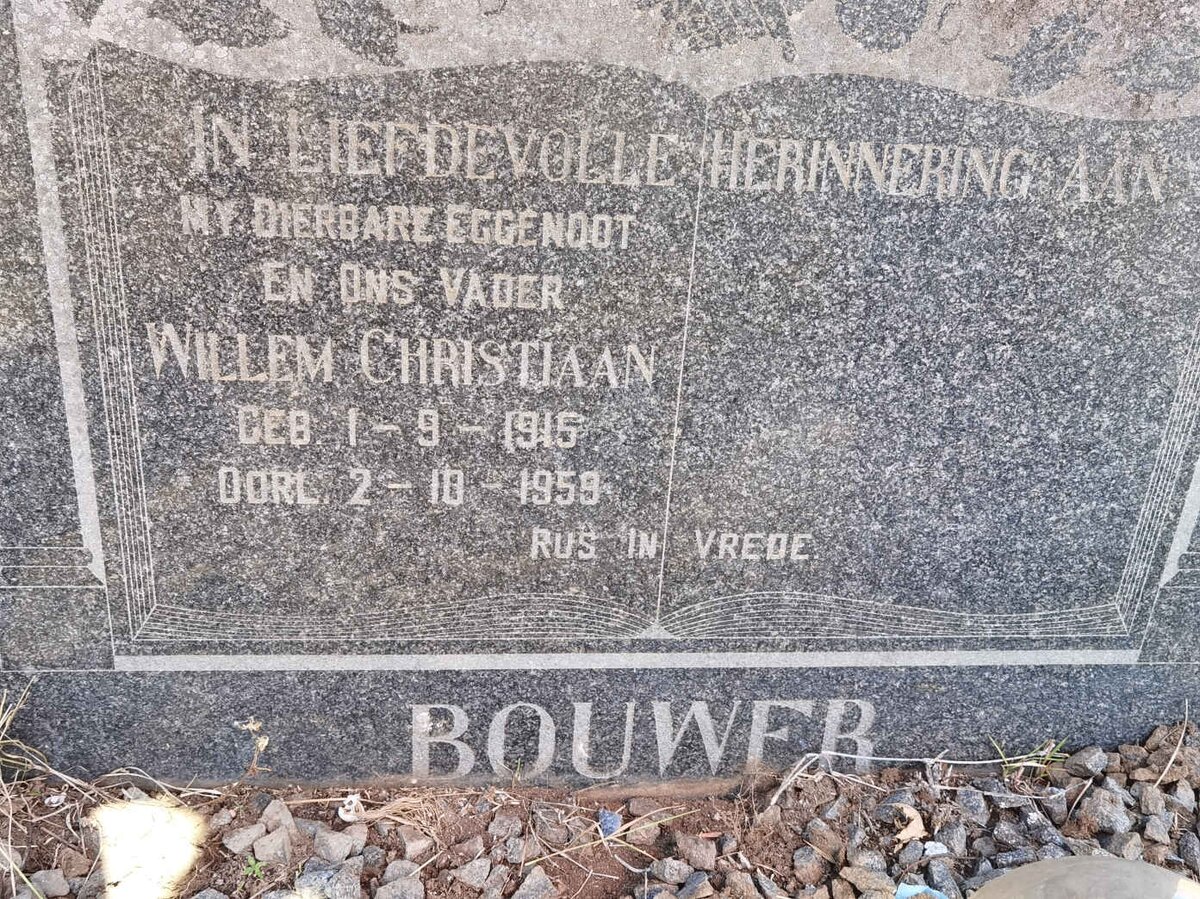 IN LIEFDEVOLLE HERINNERING AAN
MY DIERBARE EGGENOOT
EN ONS VADER
WILLEM CHRISTIAAN
GEB. 1 - 9 - 1915
OORL. 2 - 10 - 1959
RUS IN VREDE.
BOUWER